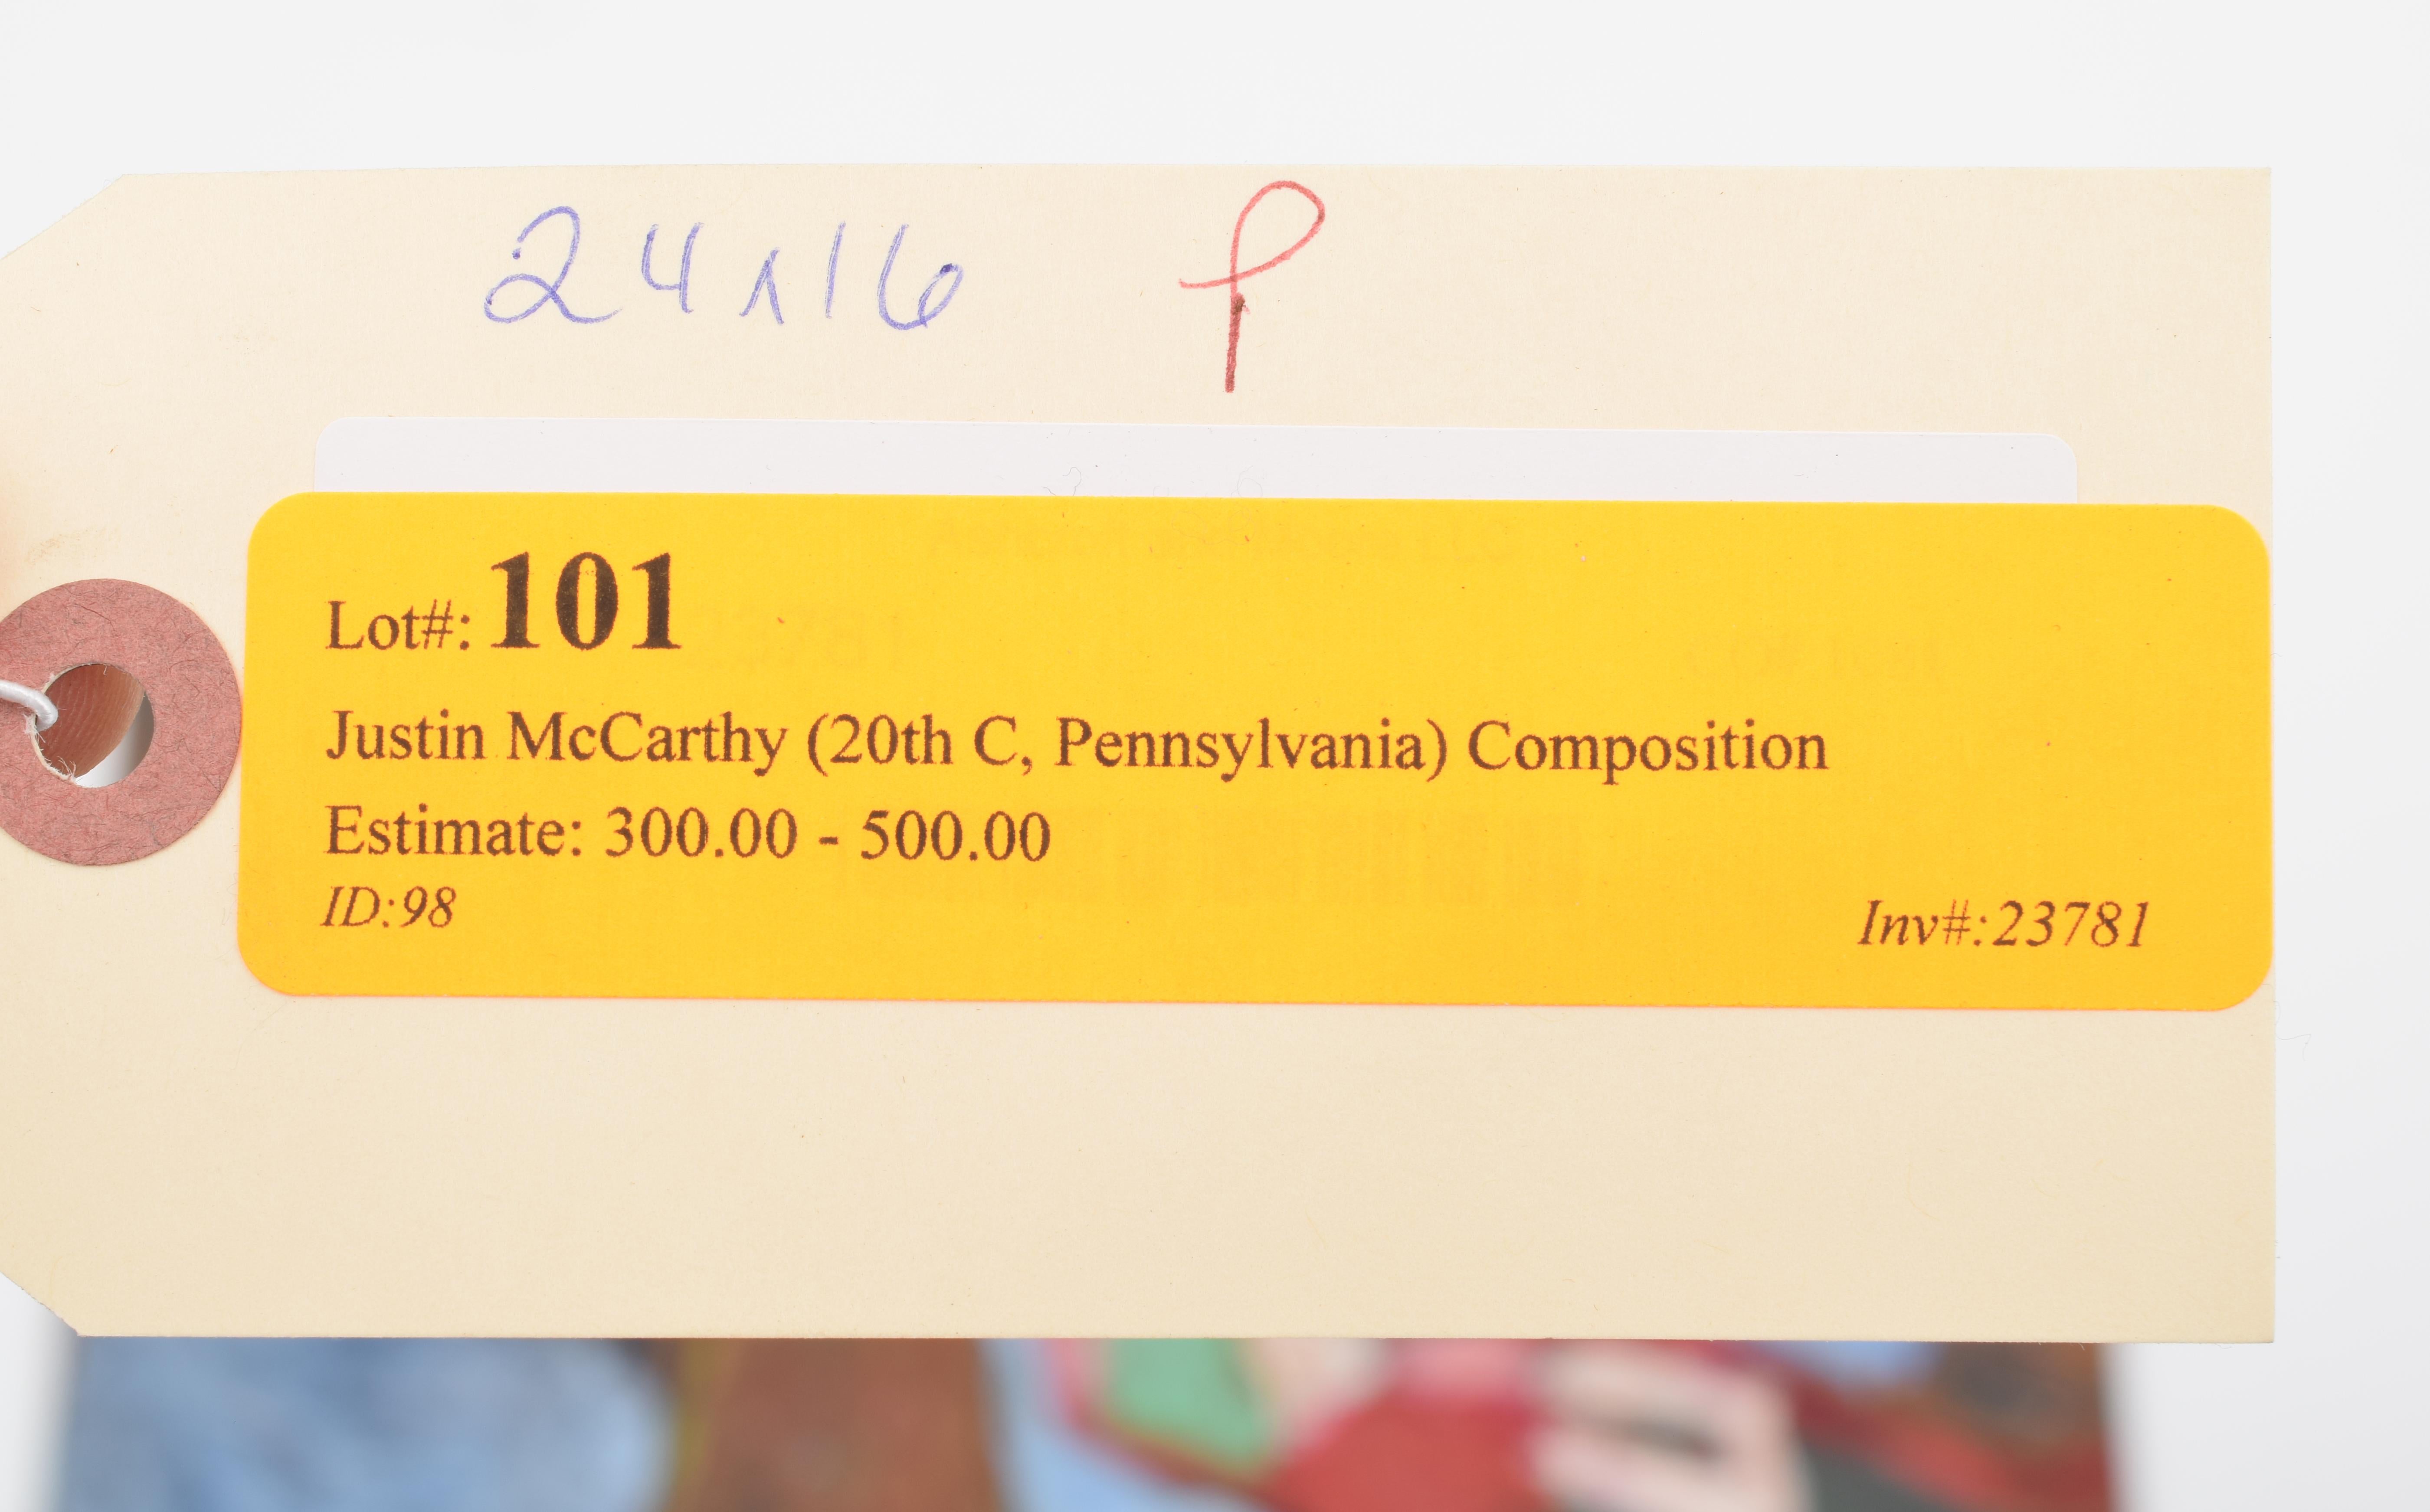 24x16 P
Lot#: 101
Justin McCarthy (20th C, Pennsylvania) Composition
Estimate: 300.00 - 500.00
ID:98 Inv#:23781